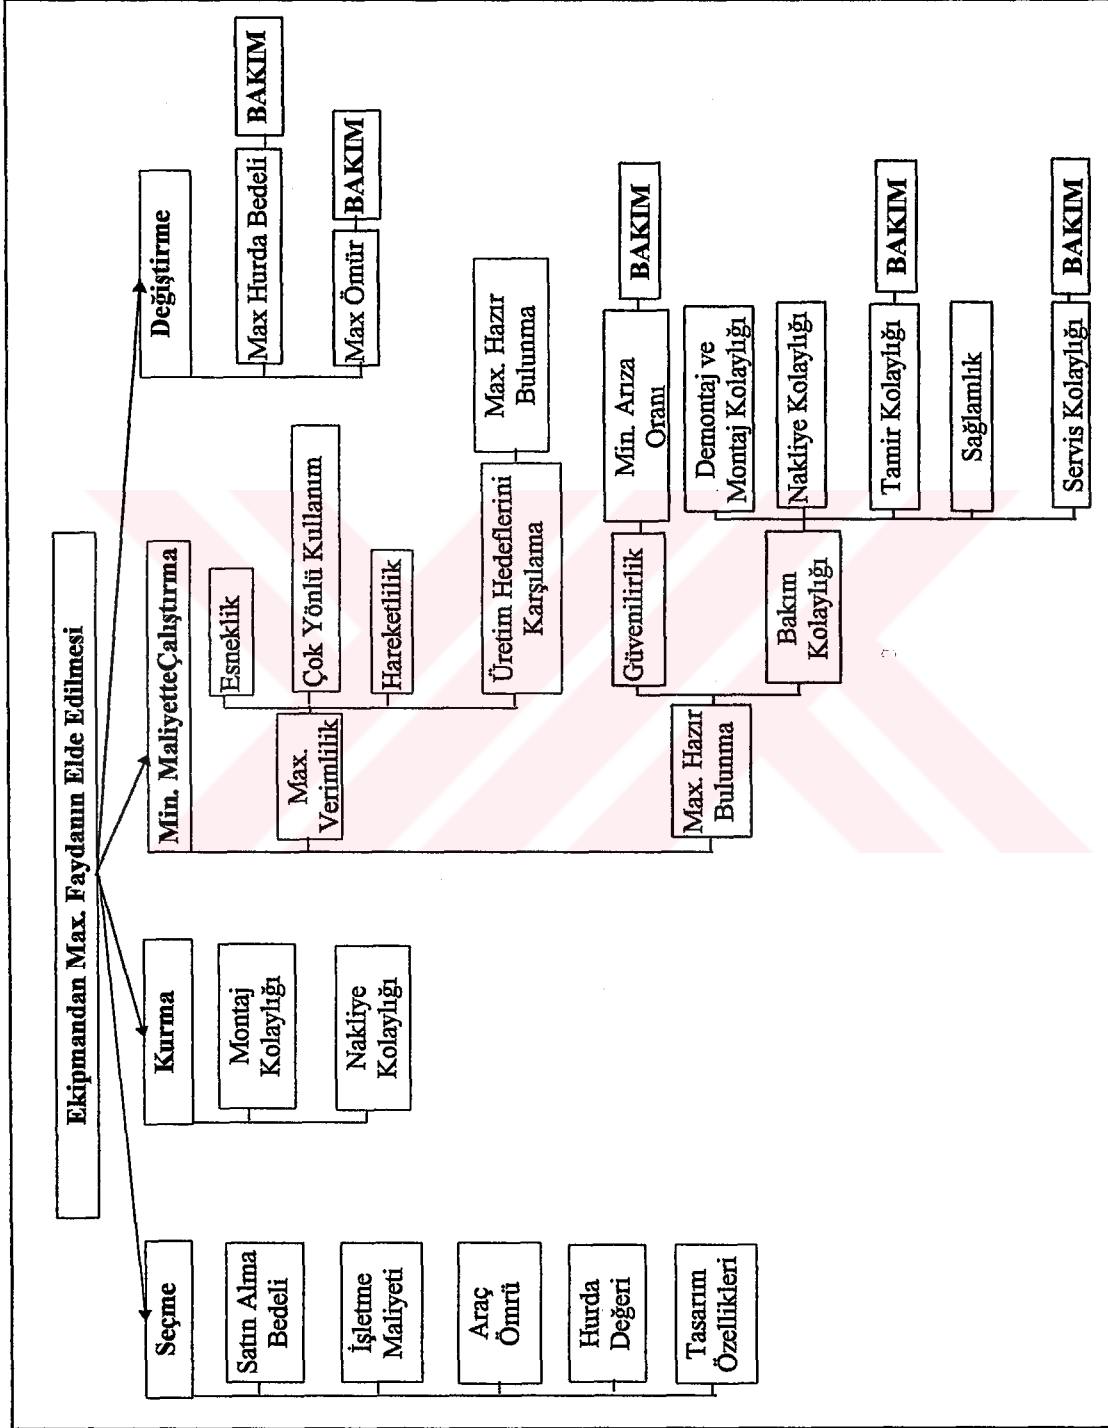 Ekipmandan Max. Faydanın Elde Edilmesi
Seçme
Satın Alma
Bedeli
İşletme
Maliyeti
Araç
Ömrü
Hurda
Değeri
Tasarım
Özellikleri
Kurma
Montaj
Kolaylığı
Nakliye
Kolaylığı
Min. MaliyetteÇalıştırma
Max.
Verimlilik
Esneklik
Çok Yönlü Kullanım
Hareketlilik
Üretim Hedeflerini
Karşılama
Max. Hazır
Bulunma
Max. Hazır
Bulunma
Güvenilirlik
Min. Arıza
Oranı
BAKIM
Bakım
Kolaylığı
Demontaj ve
Montaj Kolaylığı
Nakliye Kolaylığı
Tamir Kolaylığı
BAKIM
Sağlamlık
Servis Kolaylığı
BAKIM
Değiştirme
Max Hurda Bedeli
BAKIM
Max Ömür
BAKIM